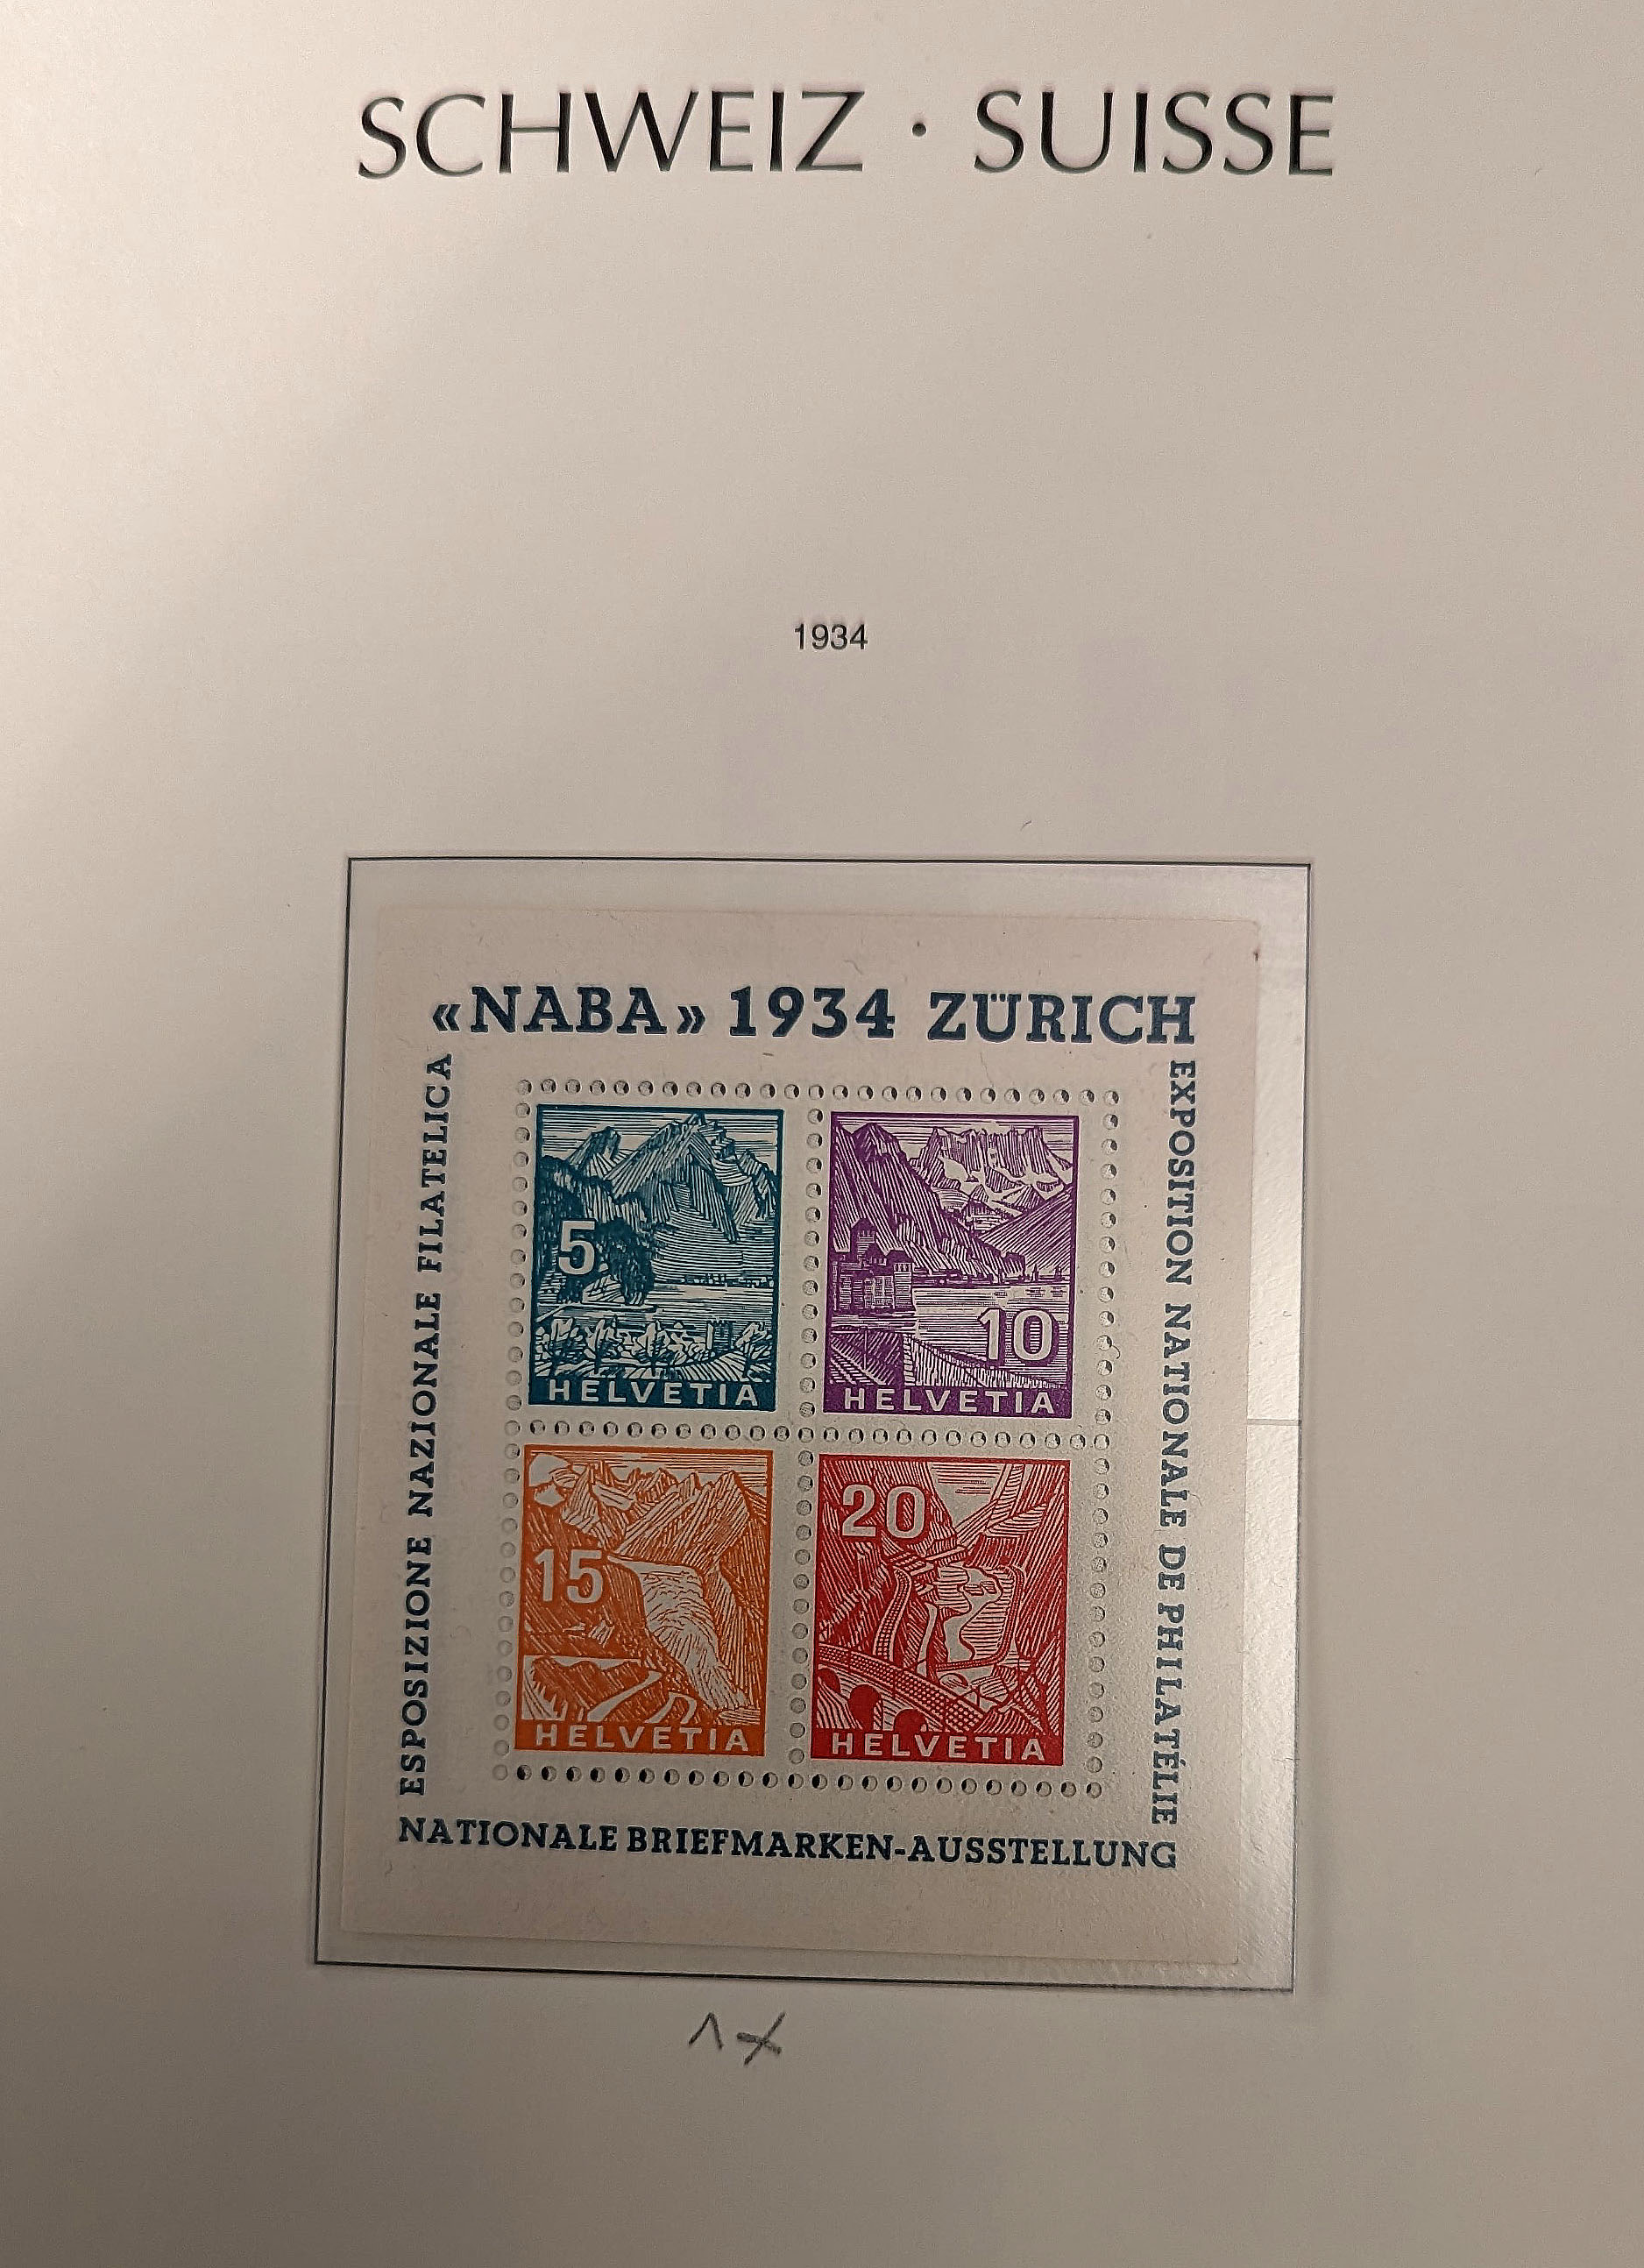 SCHWEIZ · SUISSE
1934
«NABA» 1934 ZÜRICH
ESPOSIZIONE NAZIONALE FILATELICA
EXPOSITION NATIONALE DE PHILATÉLIE
5
HELVETIA
10
HELVETIA
15
HELVETIA
20
HELVETIA
NATIONALE BRIEFMARKEN-AUSSTELLUNG